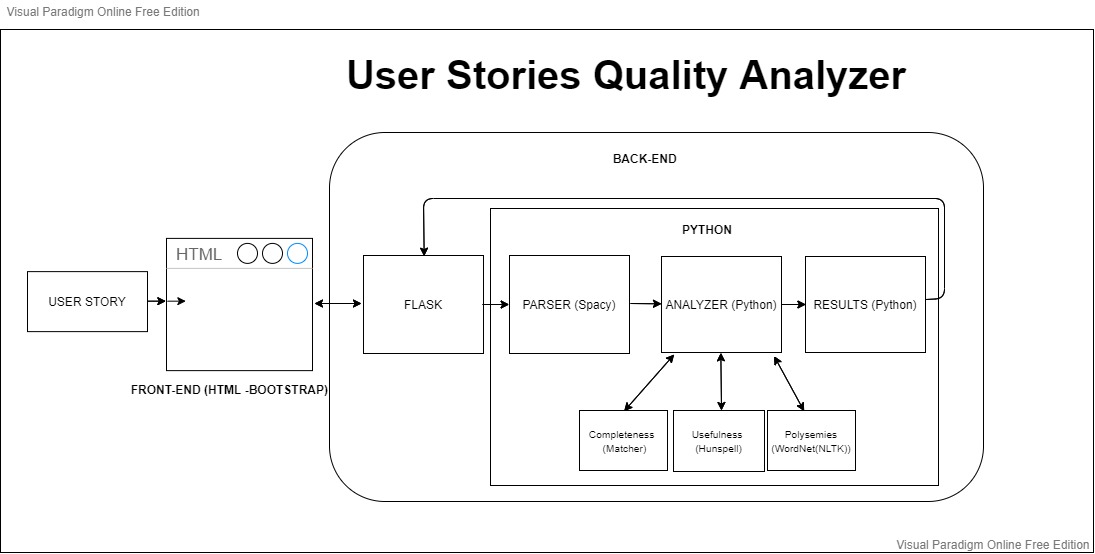 Visual Paradigm Online Free Edition
User Stories Quality Analyzer
BACK-END
PYTHON
HTML
USER STORY
FLASK
PARSER (Spacy)
ANALYZER (Python)
RESULTS (Python)
FRONT-END (HTML -BOOTSTRAP)
Completeness
(Matcher)
Usefulness
(Hunspell)
Polysemies
(WordNet(NLTK))
Visual Paradigm Online Free Edition